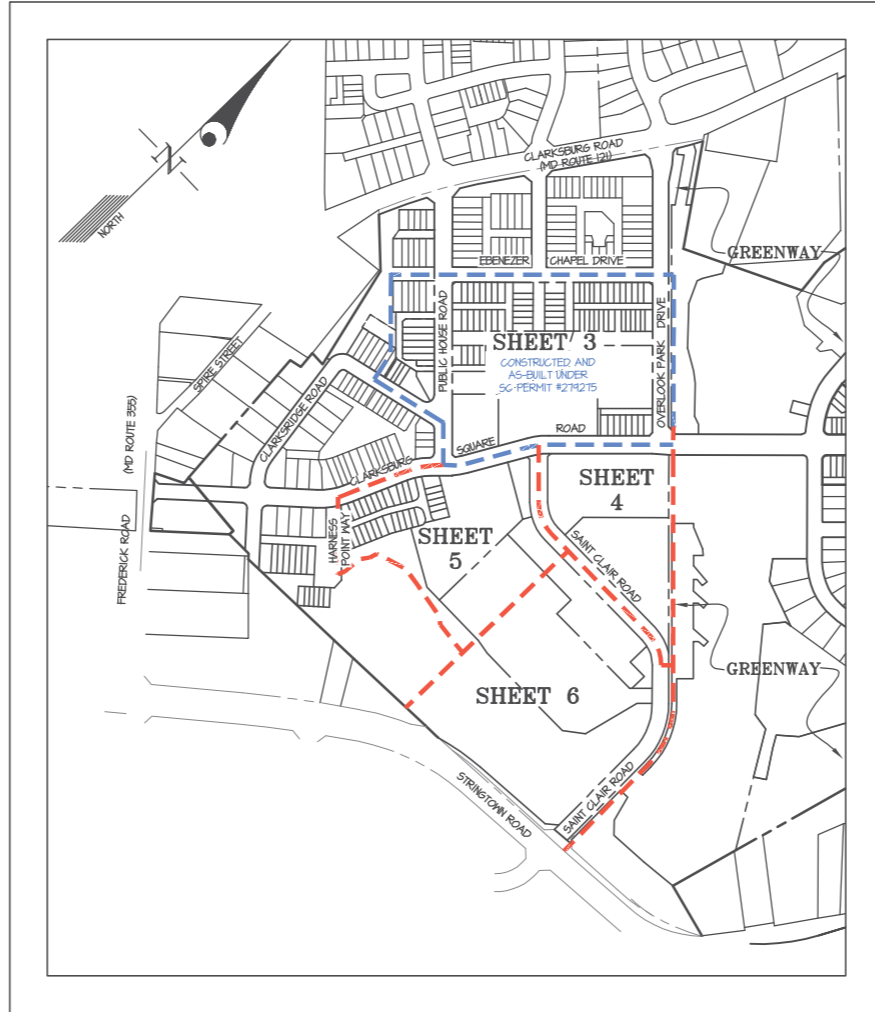 CLARKSBURG ROAD
(MD ROUTE 121)
N
NORTH
GREENWAY
EBENEZER
CHAPEL DRIVE
PUBLIC HOUSE ROAD
OVERLOOK PARK DRIVE
SHEET 3
CONSTRUCTED AND
AS-BUILT UNDER
SC-PERMIT #279275
SPIRE STREET
CLARKSRIDGE ROAD
(MD ROUTE 355)
FREDERICK ROAD
CLARKSBURG
SQUARE
ROAD
SHEET
4
HARNESS
POINT WAY
SHEET
5
SAINT CLAIR ROAD
GREENWAY
SHEET 6
SAINT CLAIR ROAD
STRINGTOWN ROAD